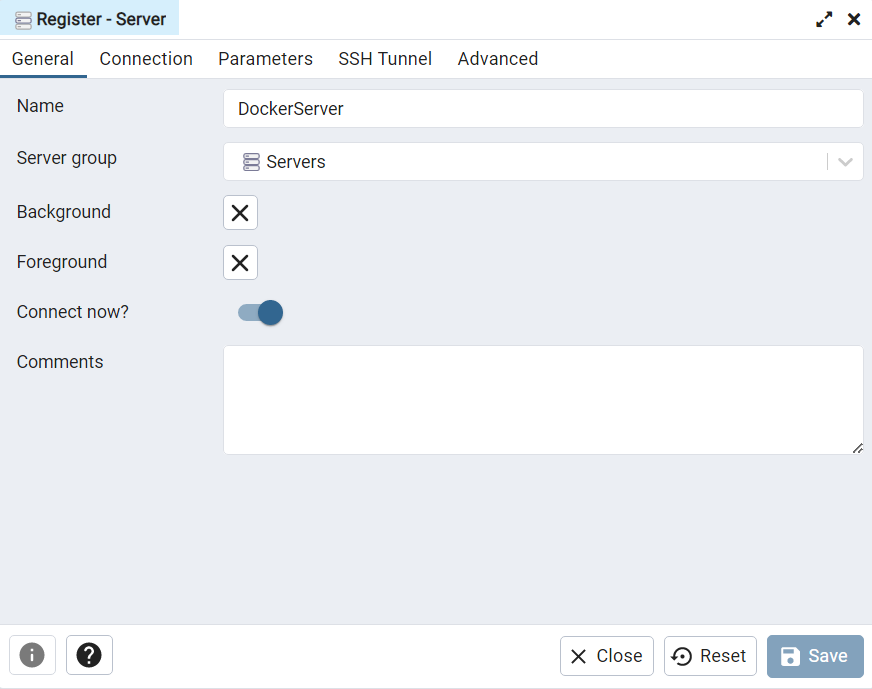 Register - Server
General Connection Parameters SSH Tunnel Advanced
Name DockerServer
Server group Servers
Background
Foreground
Connect now?
Comments
Close Reset Save